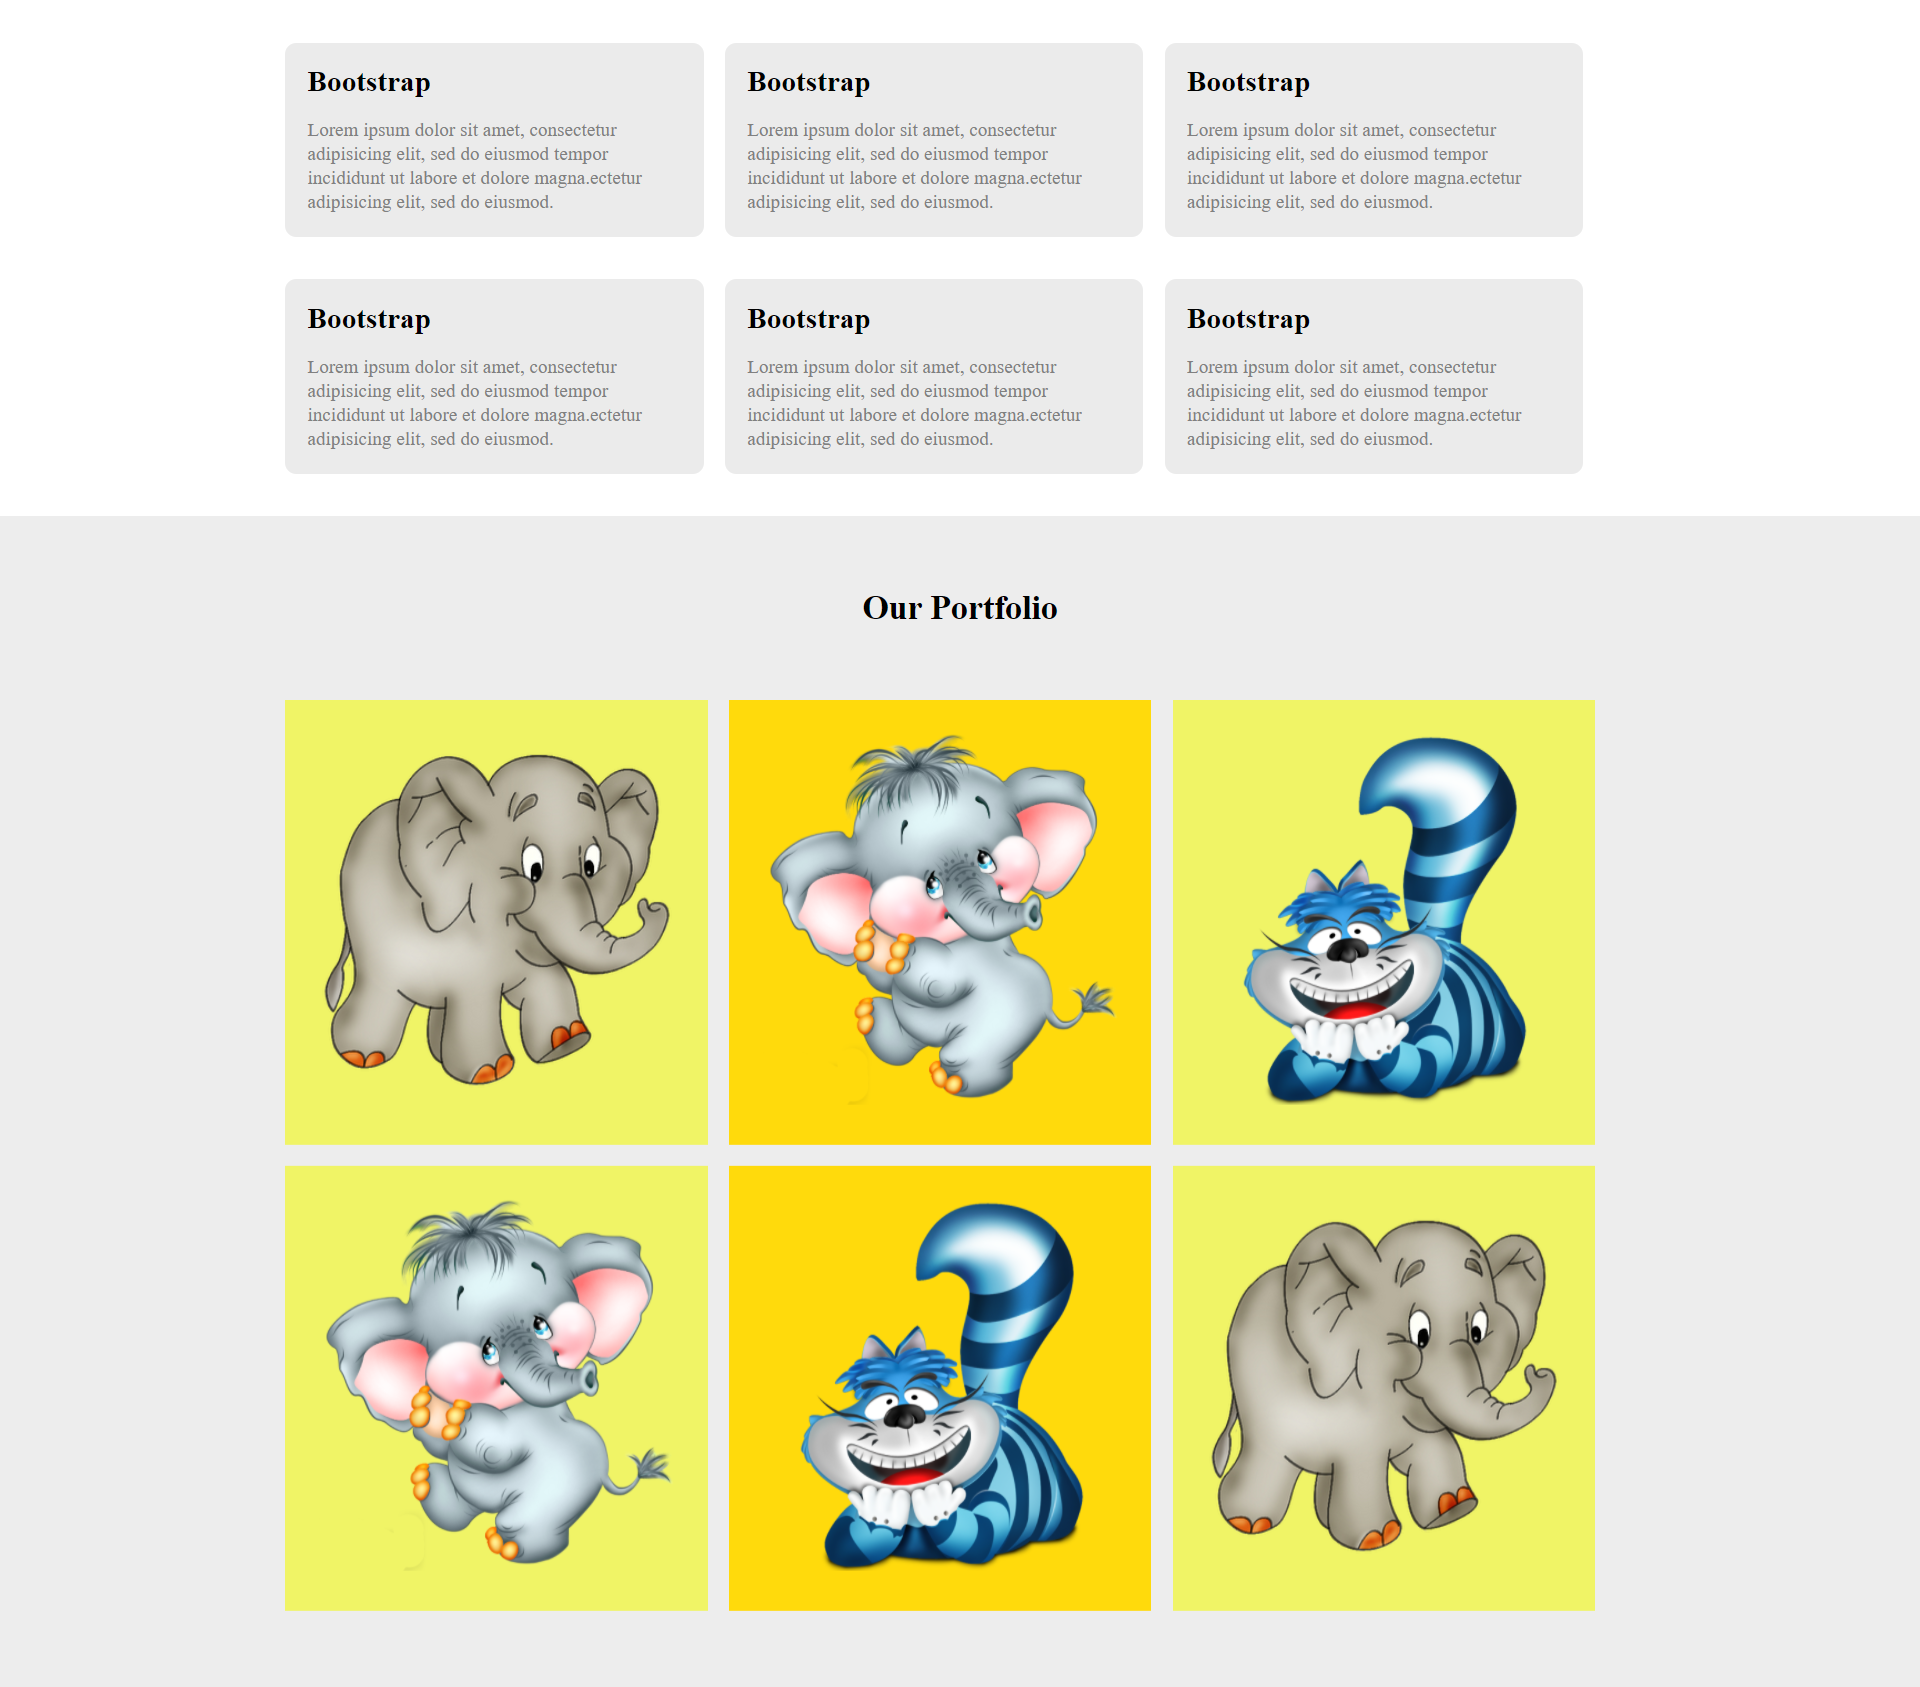 Bootstrap
Lorem ipsum dolor sit amet, consectetur
adipisicing elit, sed do eiusmod tempor
incididunt ut labore et dolore magna.ectetur
adipisicing elit, sed do eiusmod.
Bootstrap
Lorem ipsum dolor sit amet, consectetur
adipisicing elit, sed do eiusmod tempor
incididunt ut labore et dolore magna.ectetur
adipisicing elit, sed do eiusmod.
Bootstrap
Lorem ipsum dolor sit amet, consectetur
adipisicing elit, sed do eiusmod tempor
incididunt ut labore et dolore magna.ectetur
adipisicing elit, sed do eiusmod.
Bootstrap
Lorem ipsum dolor sit amet, consectetur
adipisicing elit, sed do eiusmod tempor
incididunt ut labore et dolore magna.ectetur
adipisicing elit, sed do eiusmod.
Bootstrap
Lorem ipsum dolor sit amet, consectetur
adipisicing elit, sed do eiusmod tempor
incididunt ut labore et dolore magna.ectetur
adipisicing elit, sed do eiusmod.
Bootstrap
Lorem ipsum dolor sit amet, consectetur
adipisicing elit, sed do eiusmod tempor
incididunt ut labore et dolore magna.ectetur
adipisicing elit, sed do eiusmod.
Our Portfolio